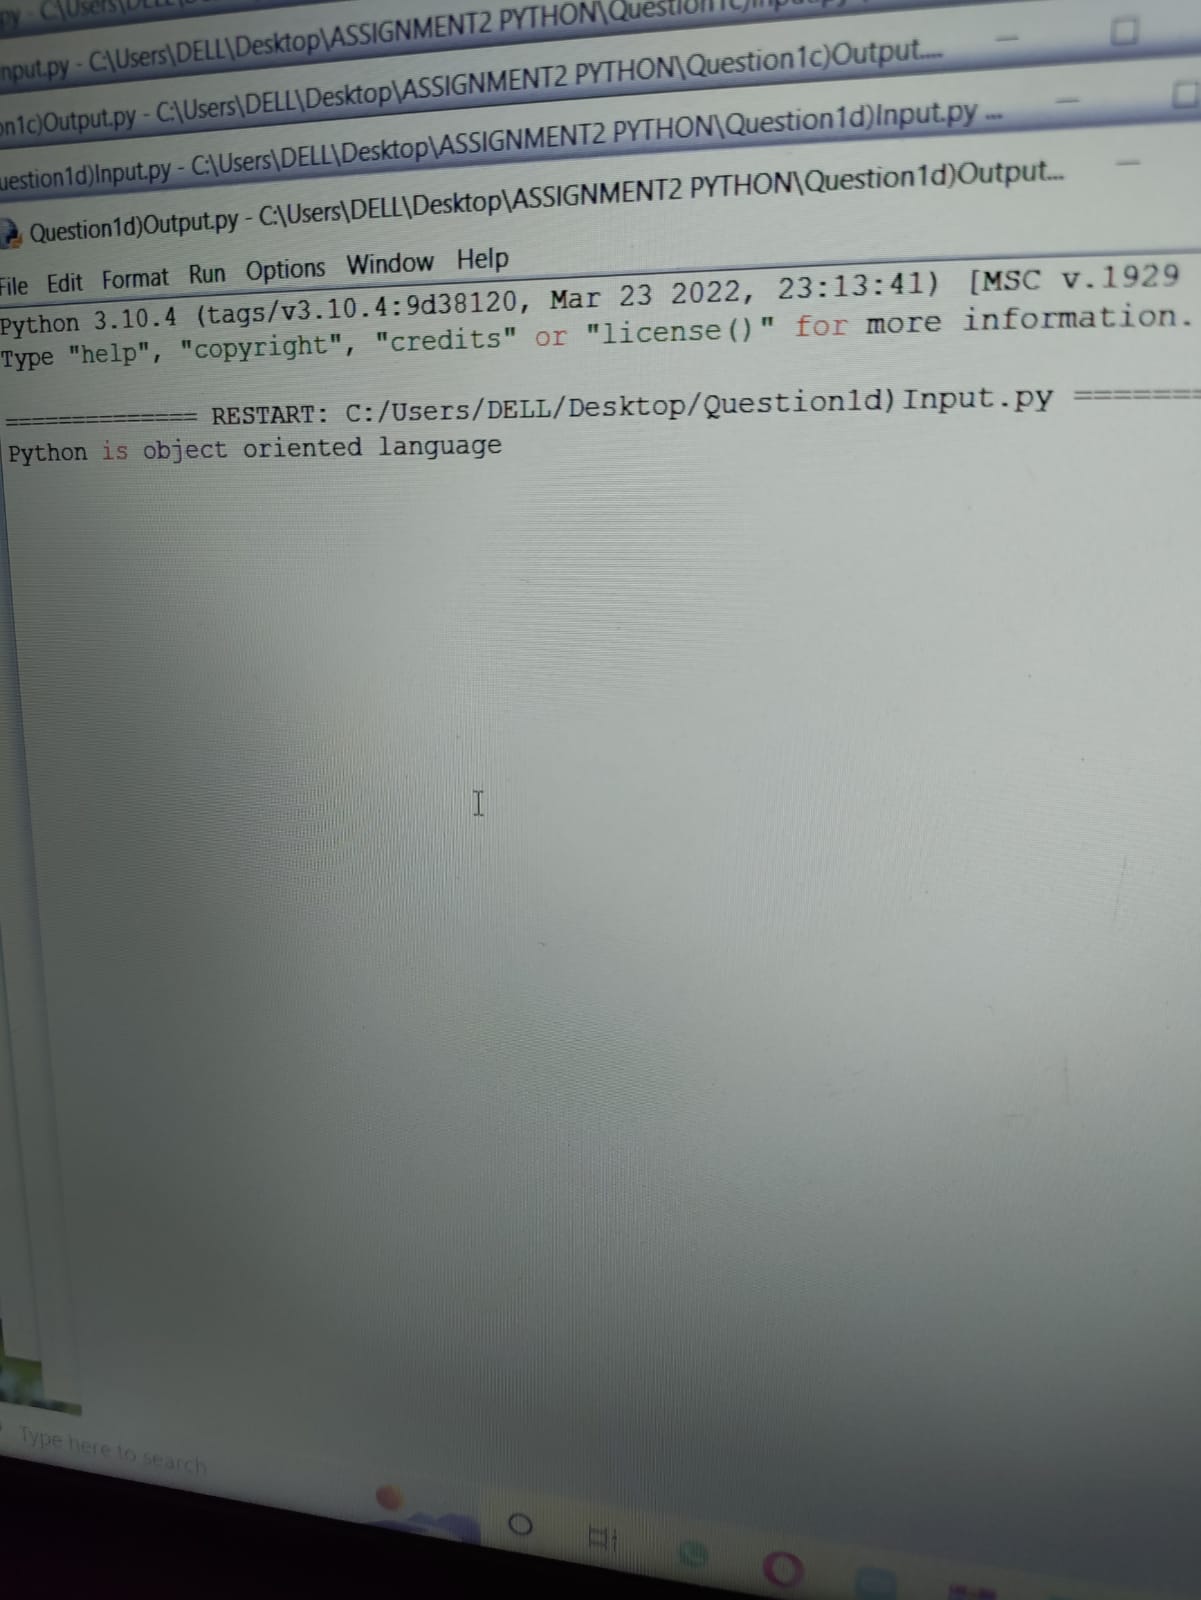 py - C:\Users\DELL\
nput.py - C:\Users\DELL\Desktop\ASSIGNMENT2 PYTHON\Question1c)Input.py
on1c)Output.py - C:\Users\DELL\Desktop\ASSIGNMENT2 PYTHON\Question1c)Output....
uestion1d)Input.py - C:\Users\DELL\Desktop\ASSIGNMENT2 PYTHON\Question1d)Input.py ...
Question1d)Output.py - C:\Users\DELL\Desktop\ASSIGNMENT2 PYTHON\Question1d)Output...
File Edit Format Run Options Window Help
Python 3.10.4 (tags/v3.10.4:9d38120, Mar 23 2022, 23:13:41) [MSC v.1929
Type "help", "copyright", "credits" or "license()" for more information.
============== RESTART: C:/Users/DELL/Desktop/Question1d)Input.py =======
Python is object oriented language
Type here to search